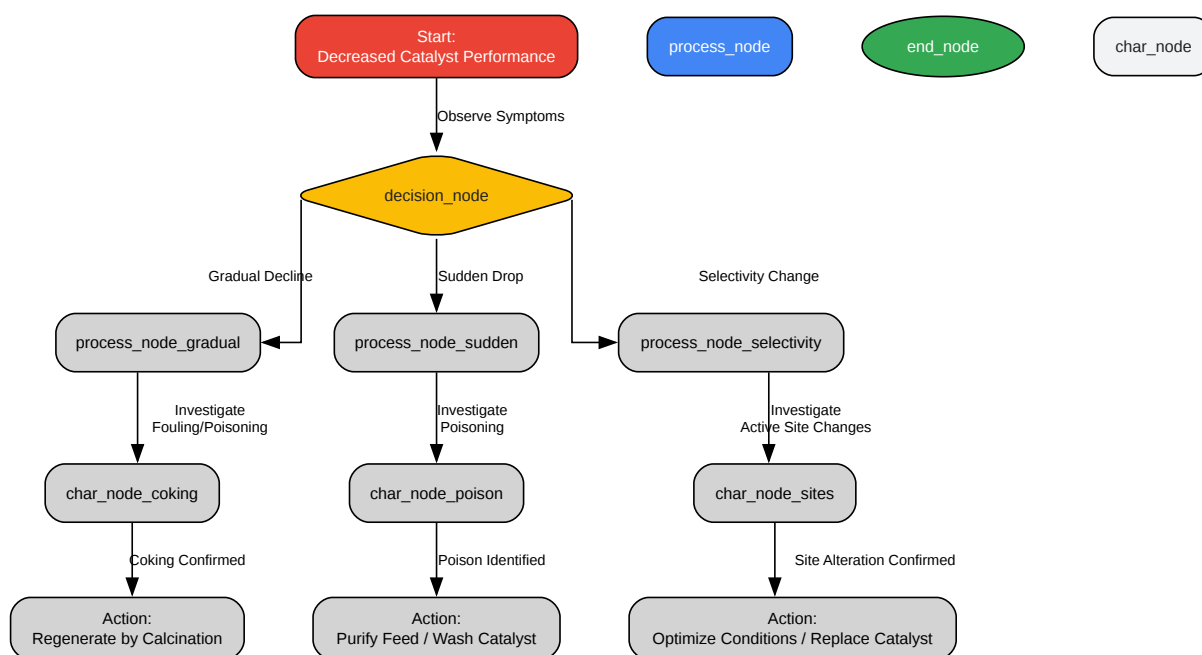 Start:
Decreased Catalyst Performance
process_node
end_node
char_node
Observe Symptoms
decision_node
Gradual Decline
Sudden Drop
Selectivity Change
process_node_gradual
process_node_sudden
process_node_selectivity
Investigate
Fouling/Poisoning
Investigate
Poisoning
Investigate
Active Site Changes
char_node_coking
char_node_poison
char_node_sites
Coking Confirmed
Poison Identified
Site Alteration Confirmed
Action:
Regenerate by Calcination
Action:
Purify Feed / Wash Catalyst
Action:
Optimize Conditions / Replace Catalyst